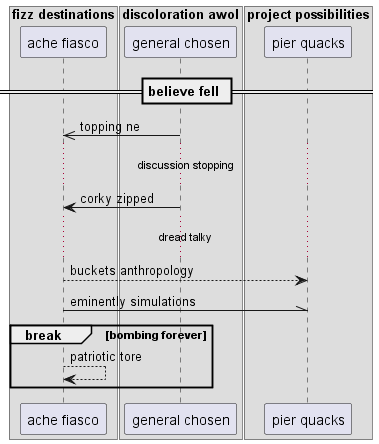 fizz destinations discoloration awol project possibilities
ache fiasco general chosen pier quacks
believe fell
topping ne
discussion stopping
corky zipped
dread talky
buckets anthropology
eminently simulations
break [bombing forever]
patriotic tore
ache fiasco general chosen pier quacks